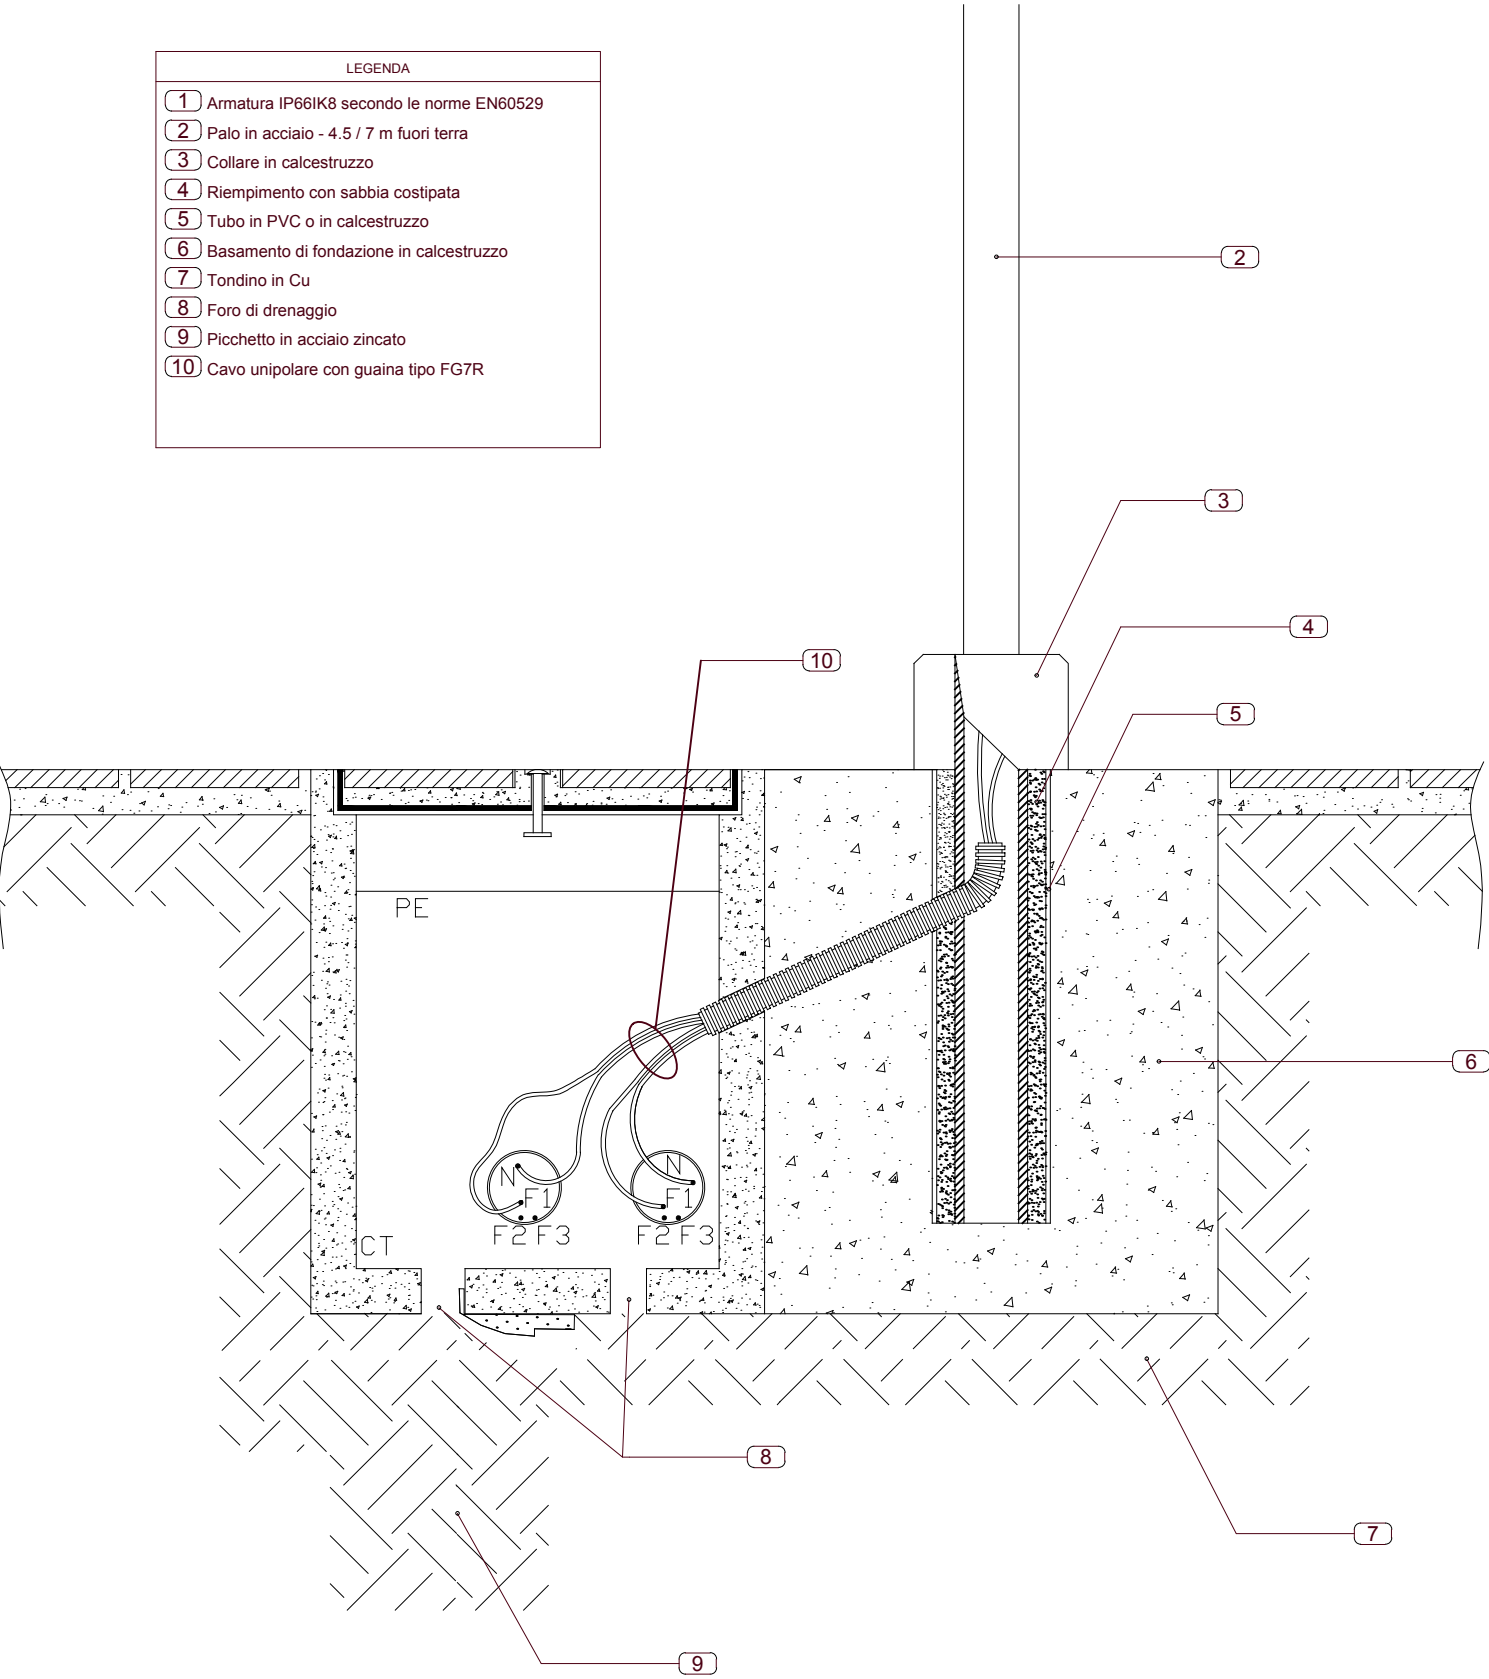 LEGENDA
1 Armatura IP66IK8 secondo le norme EN60529
2 Palo in acciaio - 4.5 / 7 m fuori terra
3 Collare in calcestruzzo
4 Riempimento con sabbia costipata
5 Tubo in PVC o in calcestruzzo
6 Basamento di fondazione in calcestruzzo
7 Tondino in Cu
8 Foro di drenaggio
9 Picchetto in acciaio zincato
10 Cavo unipolare con guaina tipo FG7R
2
3
4
10
5
PE
6
N
N
F1
F1
F2 F3
F2 F3
CT
8
7
9